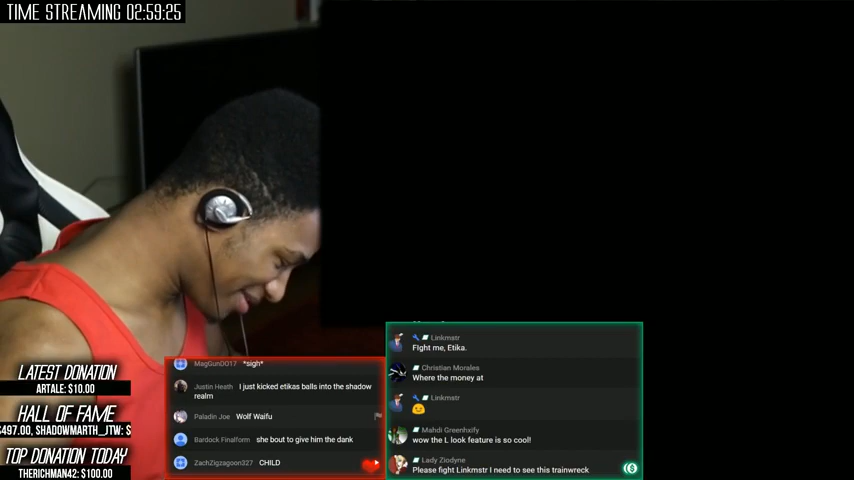 TIME STREAMING 02:59:25
LATEST DONATION
ARTALE: $10.00
HALL OF FAME
$497.00, SHADOWMARTH_JTW: $
TOP DONATION TODAY
THERICHMAN42: $100.00
MagGunDO17 *sigh*
Justin Heath I just kicked etikas balls into the shadow
realm
Paladin Joe Wolf Waifu
Bardock Finalform she bout to give him the dank
ZachZigzagoon327 CHILD
Linkmstr
FIght me, Etika.
Christian Morales
Where the money at
Linkmstr
Mahdi Greenhxify
wow the L look feature is so cool!
Lady Ziodyne
Please fight Linkmstr I need to see this trainwreck